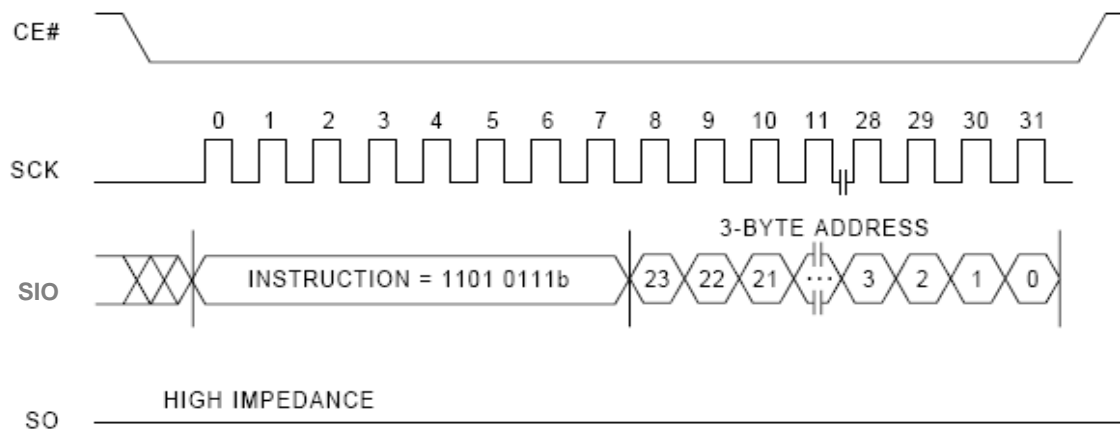 CE#
0 1 2 3 4 5 6 7 8 9 10 11 28 29 30 31
SCK
3-BYTE ADDRESS
SIO INSTRUCTION = 1101 0111b 23 22 21 ... 3 2 1 0
HIGH IMPEDANCE
SO